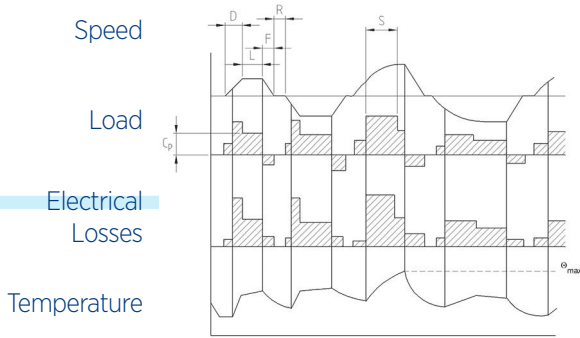 D
R
S
Speed
F
L
Load
Cp
Electrical
Losses
Θmax
Temperature